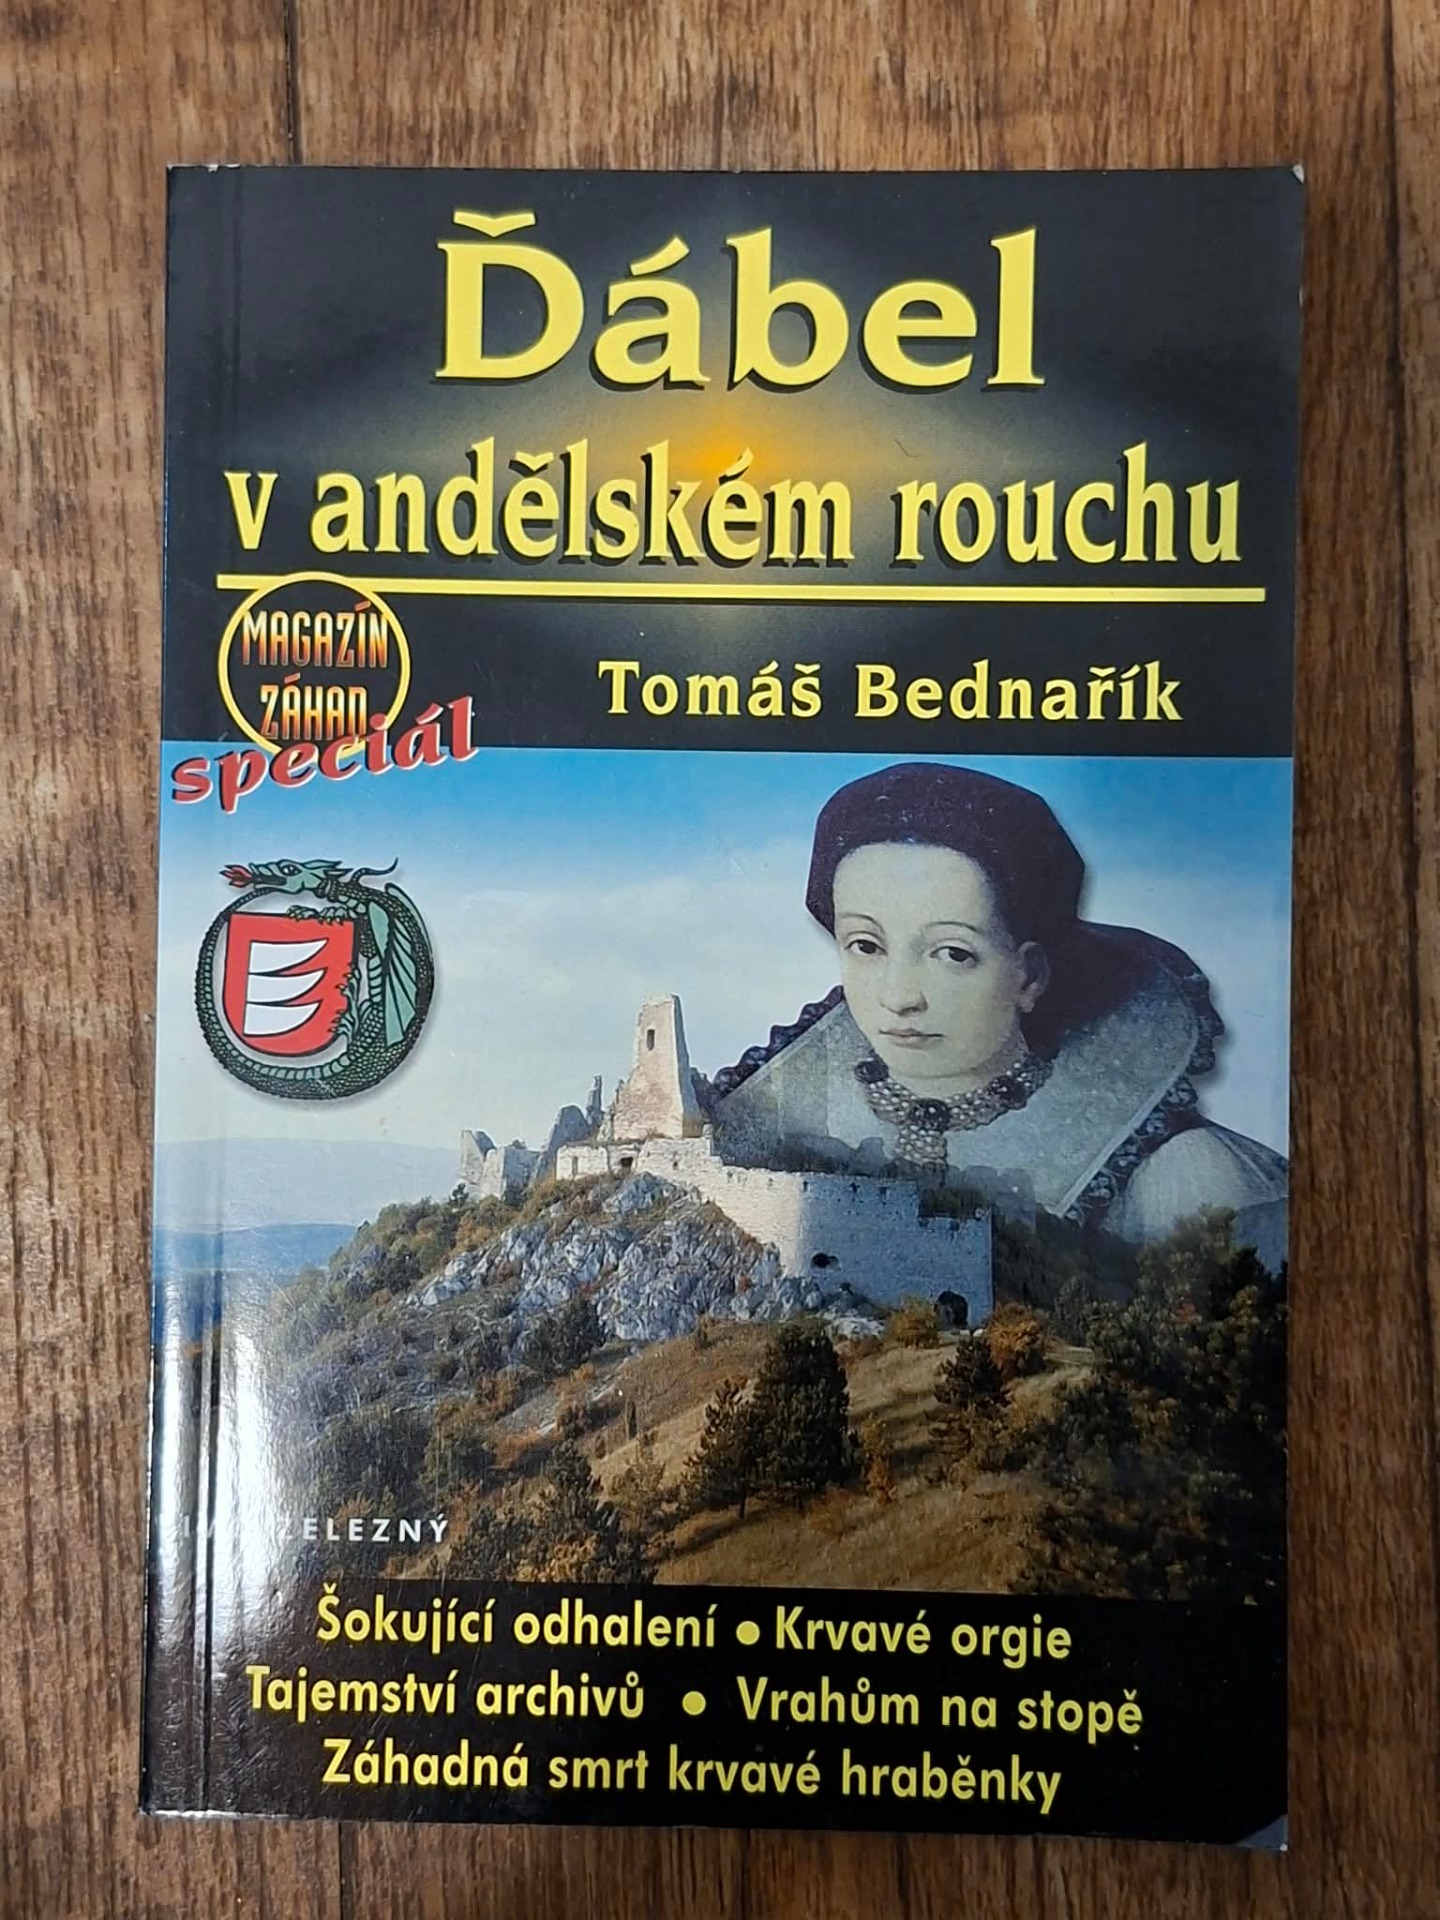 Ďábel
v andělském rouchu
MAGAZÍN
ZÁHAD
speciál
Tomáš Bednařík
ŽELEZNÝ
Šokující odhalení • Krvavé orgie
Tajemství archivů • Vrahům na stopě
Záhadná smrt krvavé hraběnky